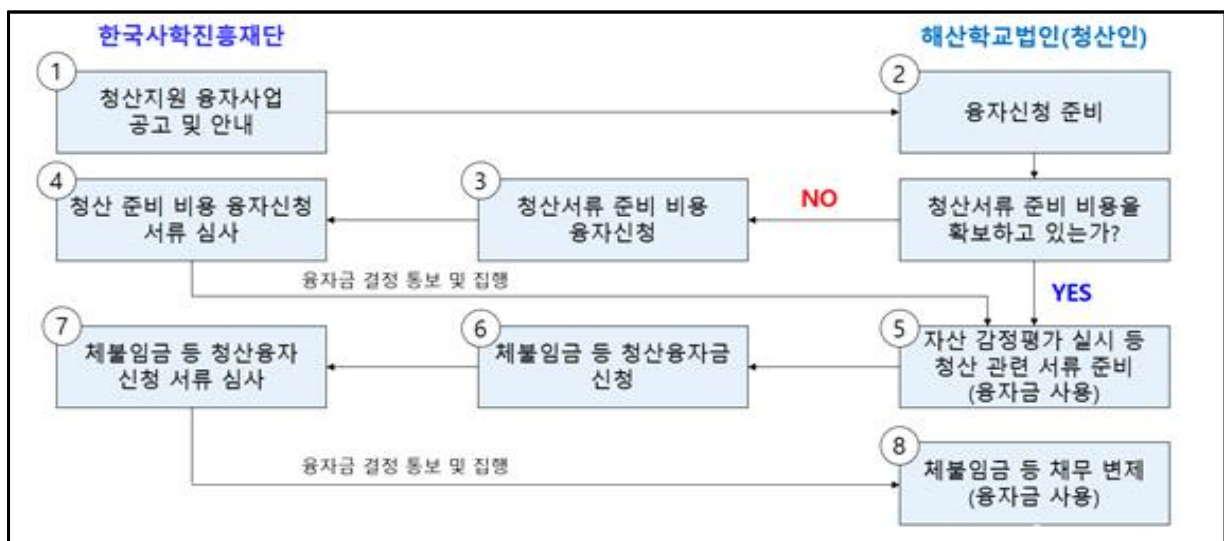 한국사학진흥재단
해산학교법인(청산인)
1
청산지원 융자사업
공고 및 안내
2
융자신청 준비
4
청산 준비 비용 융자신청
서류 심사
3
청산서류 준비 비용
융자신청
NO
청산서류 준비 비용을
확보하고 있는가?
융자금 결정 통보 및 집행
YES
7
체불임금 등 청산융자
신청 서류 심사
6
체불임금 등 청산융자금
신청
5
자산 감정평가 실시 등
청산 관련 서류 준비
(융자금 사용)
융자금 결정 통보 및 집행
8
체불임금 등 채무 변제
(융자금 사용)